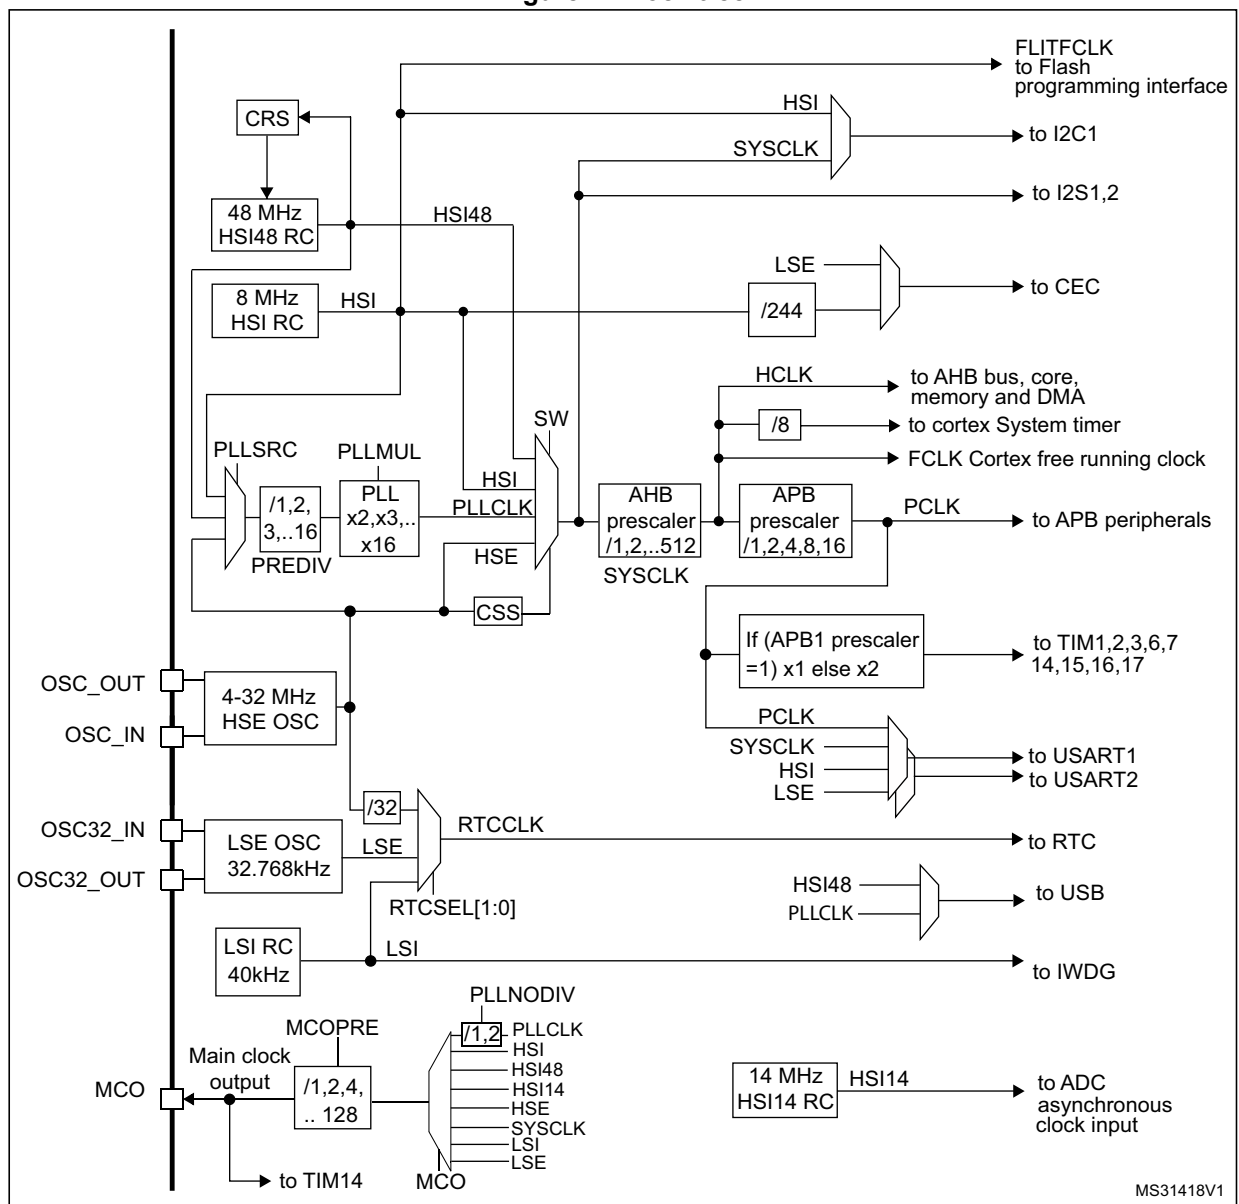 FLITFCLK
to Flash
programming interface
HSI
CRS
to I2C1
SYSCLK
to I2S1,2
48 MHz
HSI48 RC
HSI48
LSE
to CEC
8 MHz
HSI RC
HSI
/244
HCLK
to AHB bus, core,
memory and DMA
/8
to cortex System timer
SW
FCLK Cortex free running clock
PLLSRC
PLLMUL
HSI
/1,2,
3,..16
PREDIV
PLL
x2,x3,..
x16
PLLCLK
HSE
AHB
prescaler
/1,2,..512
SYSCLK
APB
prescaler
/1,2,4,8,16
PCLK
to APB peripherals
CSS
If (APB1 prescaler
=1) x1 else x2
to TIM1,2,3,6,7
14,15,16,17
OSC_OUT
OSC_IN
4-32 MHz
HSE OSC
PCLK
SYSCLK
HSI
LSE
to USART1
to USART2
/32
OSC32_IN
OSC32_OUT
LSE OSC
32.768kHz
LSE
RTCCLK
to RTC
RTCSEL[1:0]
HSI48
PLLCLK
to USB
LSI RC
40kHz
LSI
to IWDG
PLLNODIV
MCOPRE
/1,2
PLLCLK
HSI
HSI48
HSI14
HSE
SYSCLK
LSI
LSE
Main clock
output
MCO
/1,2,4,
.. 128
MCO
to TIM14
14 MHz
HSI14 RC
HSI14
to ADC
asynchronous
clock input
MS31418V1